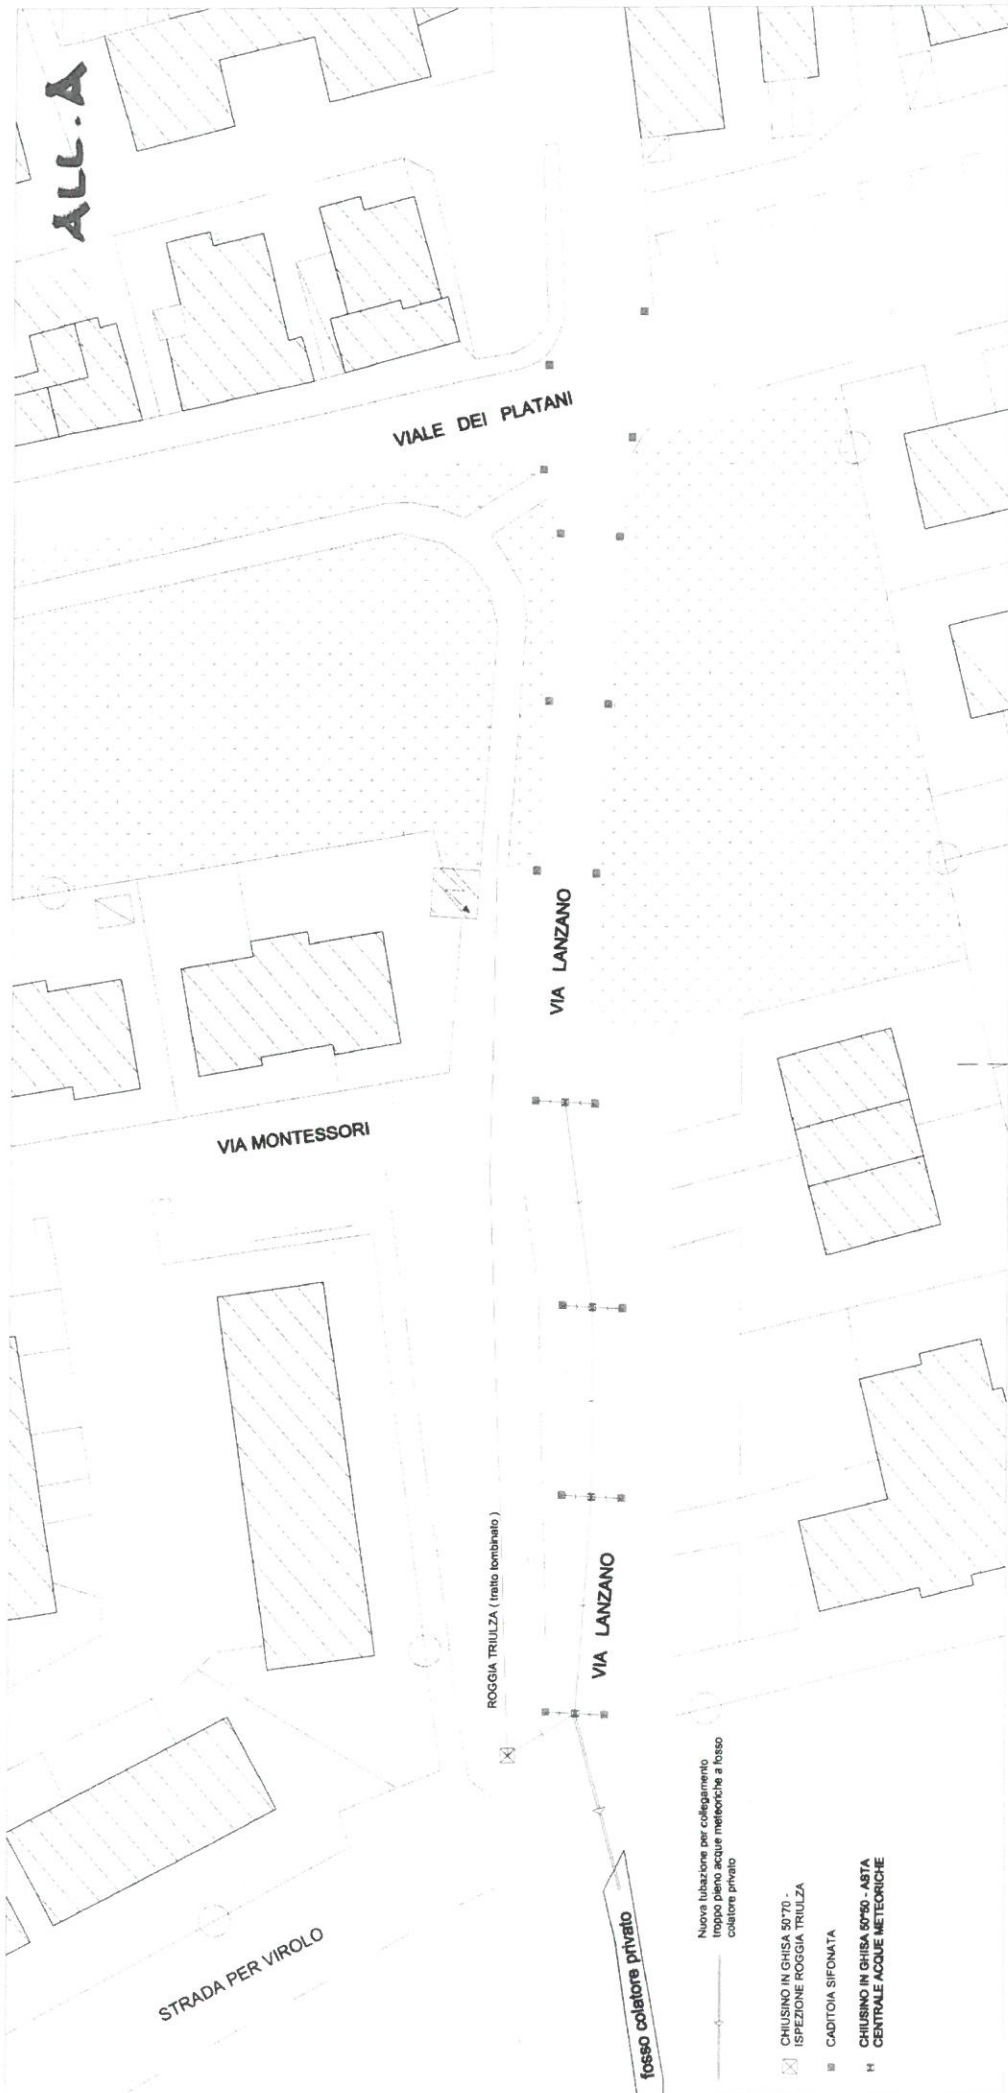 ALL. A
VIALE DEI PLATANI
VIA LANZANO
VIA MONTESSORI
ROGGIA TRIULZA ( tratto tombinato )
VIA LANZANO
STRADA PER VIROLO
fosso colatore privato
Nuova tubazione per collegamento
troppo pieno acque meteoriche a fosso
colatore privato
CHIUSINO IN GHISA 50*70 -
ISPEZIONE ROGGIA TRIULZA
CADITOIA SIFONATA
CHIUSINO IN GHISA 50*50 - ASTA
CENTRALE ACQUE METEORICHE